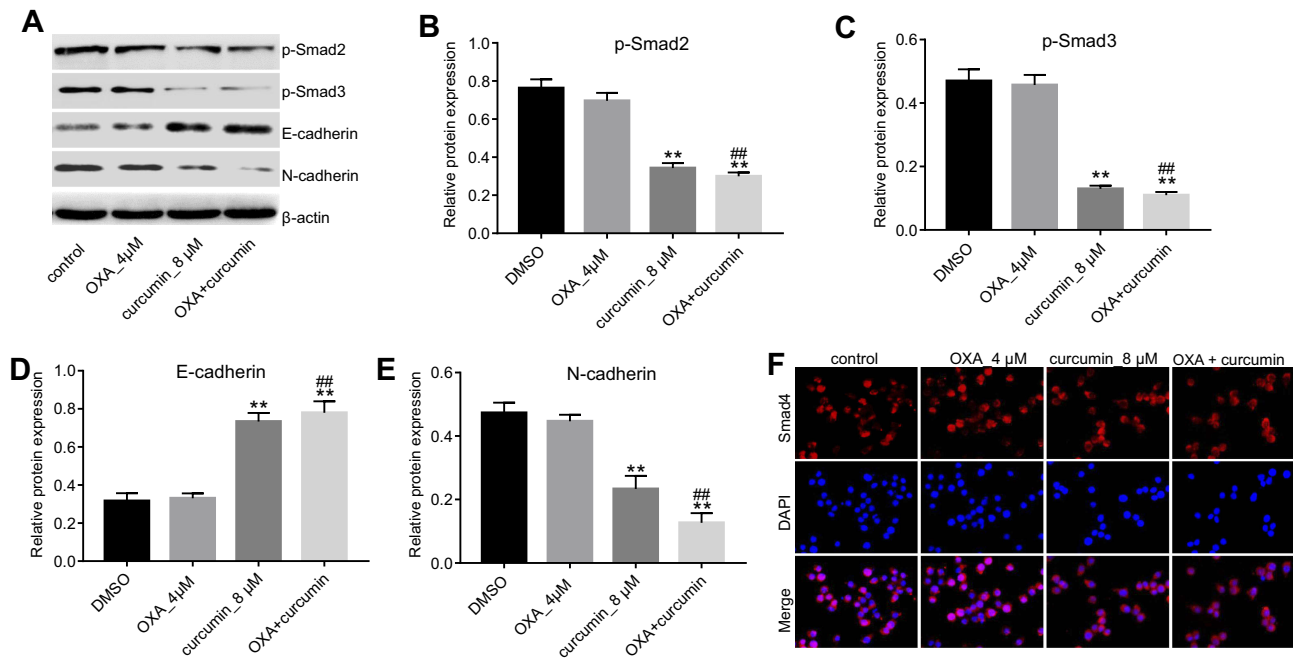 A
p-Smad2
p-Smad3
E-cadherin
N-cadherin
β-actin
control
OXA_4µM
curcumin_8 µM
OXA+curcumin
B
p-Smad2
Relative protein expression
1.0
0.8
0.6
0.4
0.2
0.0
**
##
**
DMSO
OXA_4µM
curcumin_8 µM
OXA+curcumin
C
p-Smad3
Relative protein expression
0.6
0.4
0.2
0.0
**
##
**
DMSO
OXA_4µM
curcumin_8 µM
OXA+curcumin
D
E-cadherin
Relative protein expression
1.0
0.8
0.6
0.4
0.2
0.0
**
##
**
DMSO
OXA_4µM
curcumin_8 µM
OXA+curcumin
E
N-cadherin
Relative protein expression
0.6
0.4
0.2
0.0
**
##
**
DMSO
OXA_4µM
curcumin_8 µM
OXA+curcumin
F
control
OXA_4 µM
curcumin_8 µM
OXA + curcumin
Smad4
DAPI
Merge